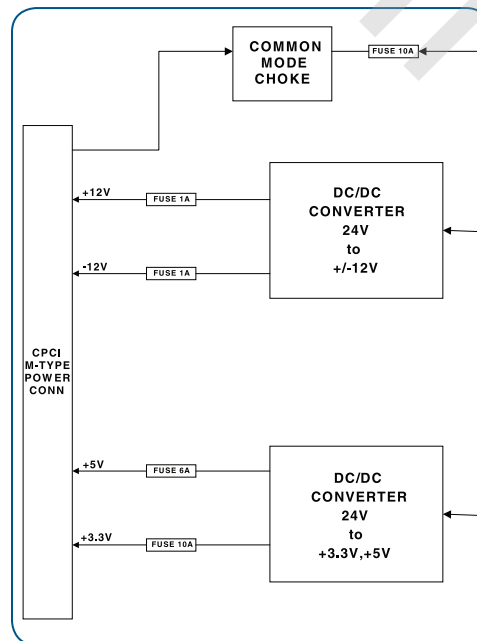 COMMON
MODE
CHOKE
FUSE 10A
+12V
FUSE 1A
-12V
FUSE 1A
DC/DC
CONVERTER
24V
to
+/-12V
CPCI
M-TYPE
POWER
CONN
+5V
FUSE 6A
+3.3V
FUSE 10A
DC/DC
CONVERTER
24V
to
+3.3V,+5V